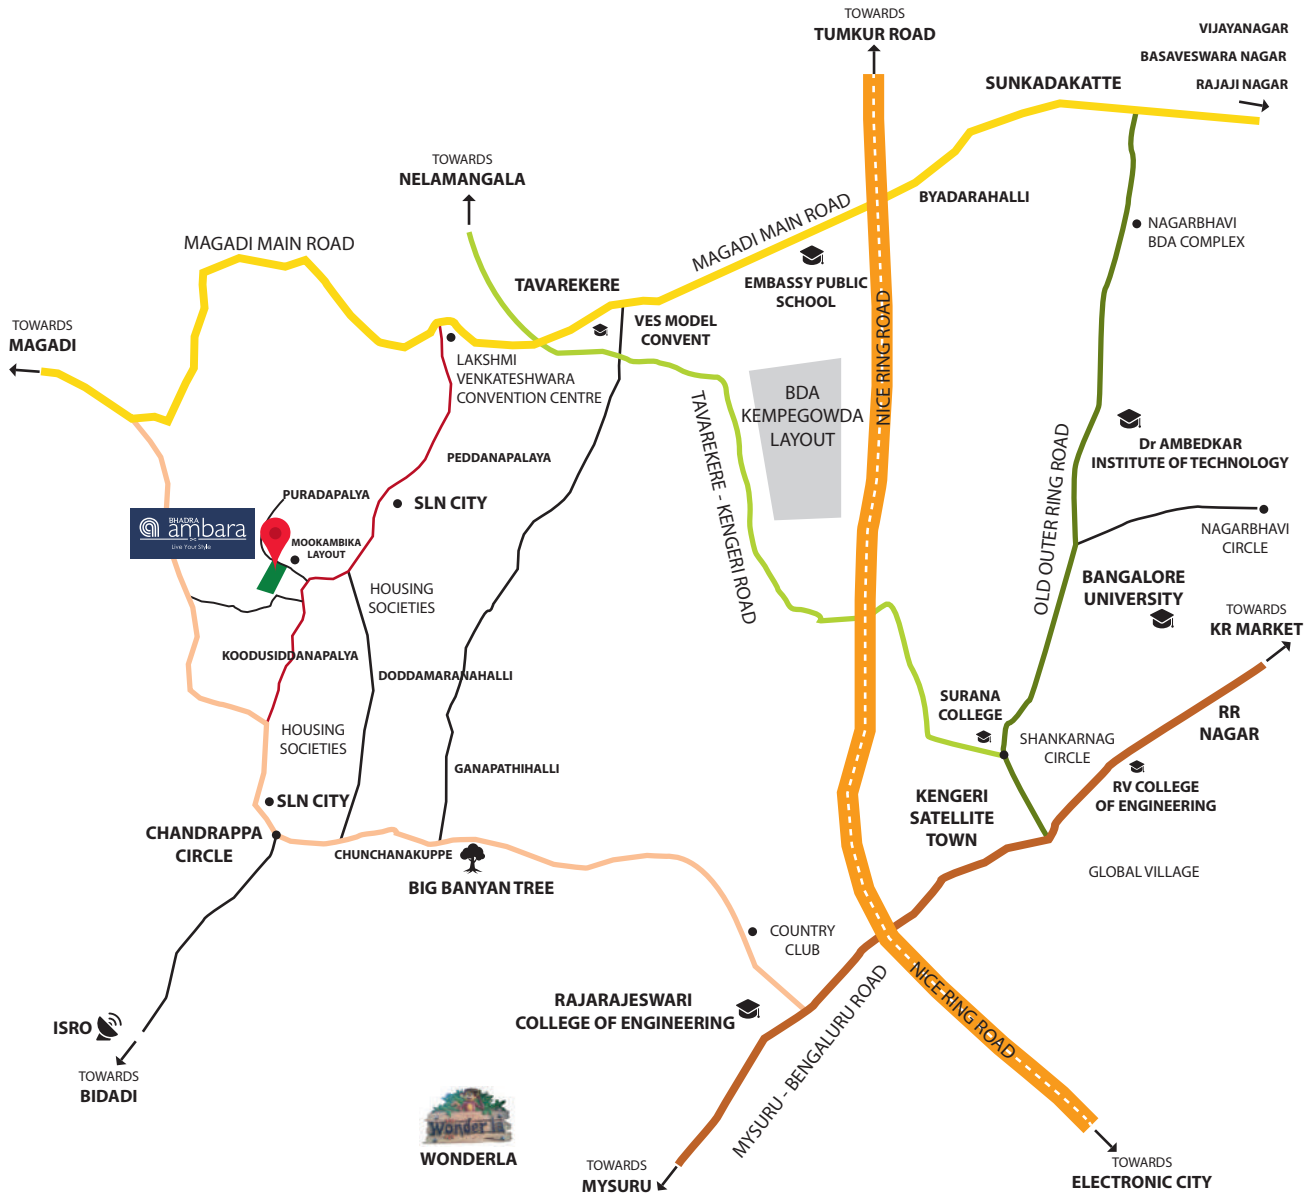 TOWARDS
TUMKUR ROAD
VIJAYANAGAR
BASAVESWARA NAGAR
RAJAJI NAGAR
SUNKADAKATTE
TOWARDS
NELAMANGALA
BYADARAHALLI
MAGADI MAIN ROAD
MAGADI MAIN ROAD
NAGARBHAVI
BDA COMPLEX
TAVAREKERE
EMBASSY PUBLIC
SCHOOL
TOWARDS
MAGADI
VES MODEL
CONVENT
NICE RING ROAD
LAKSHMI
VENKATESHWARA
CONVENTION CENTRE
BDA
KEMPEGOWDA
LAYOUT
TAVAREKERE - KENGERI ROAD
OLD OUTER RING ROAD
Dr AMBEDKAR
INSTITUTE OF TECHNOLOGY
PEDDANAPALAYA
PURADAPALYA
SLN CITY
BHADRA
ambara
Live Your Style
MOOKAMBIKA
LAYOUT
NAGARBHAVI
CIRCLE
HOUSING
SOCIETIES
BANGALORE
UNIVERSITY
TOWARDS
KR MARKET
KOODUSIDDANAPALYA
DODDAMARANAHALLI
SURANA
COLLEGE
RR
NAGAR
HOUSING
SOCIETIES
SHANKARNAG
CIRCLE
GANAPATHIHALLI
RV COLLEGE
OF ENGINEERING
SLN CITY
KENGERI
SATELLITE
TOWN
CHANDRAPPA
CIRCLE
CHUNCHANAKUPPE
BIG BANYAN TREE
GLOBAL VILLAGE
COUNTRY
CLUB
NICE RING ROAD
MYSURU - BENGALURU ROAD
RAJARAJESWARI
COLLEGE OF ENGINEERING
ISRO
TOWARDS
BIDADI
Wonder la
WONDERLA
TOWARDS
MYSURU
TOWARDS
ELECTRONIC CITY